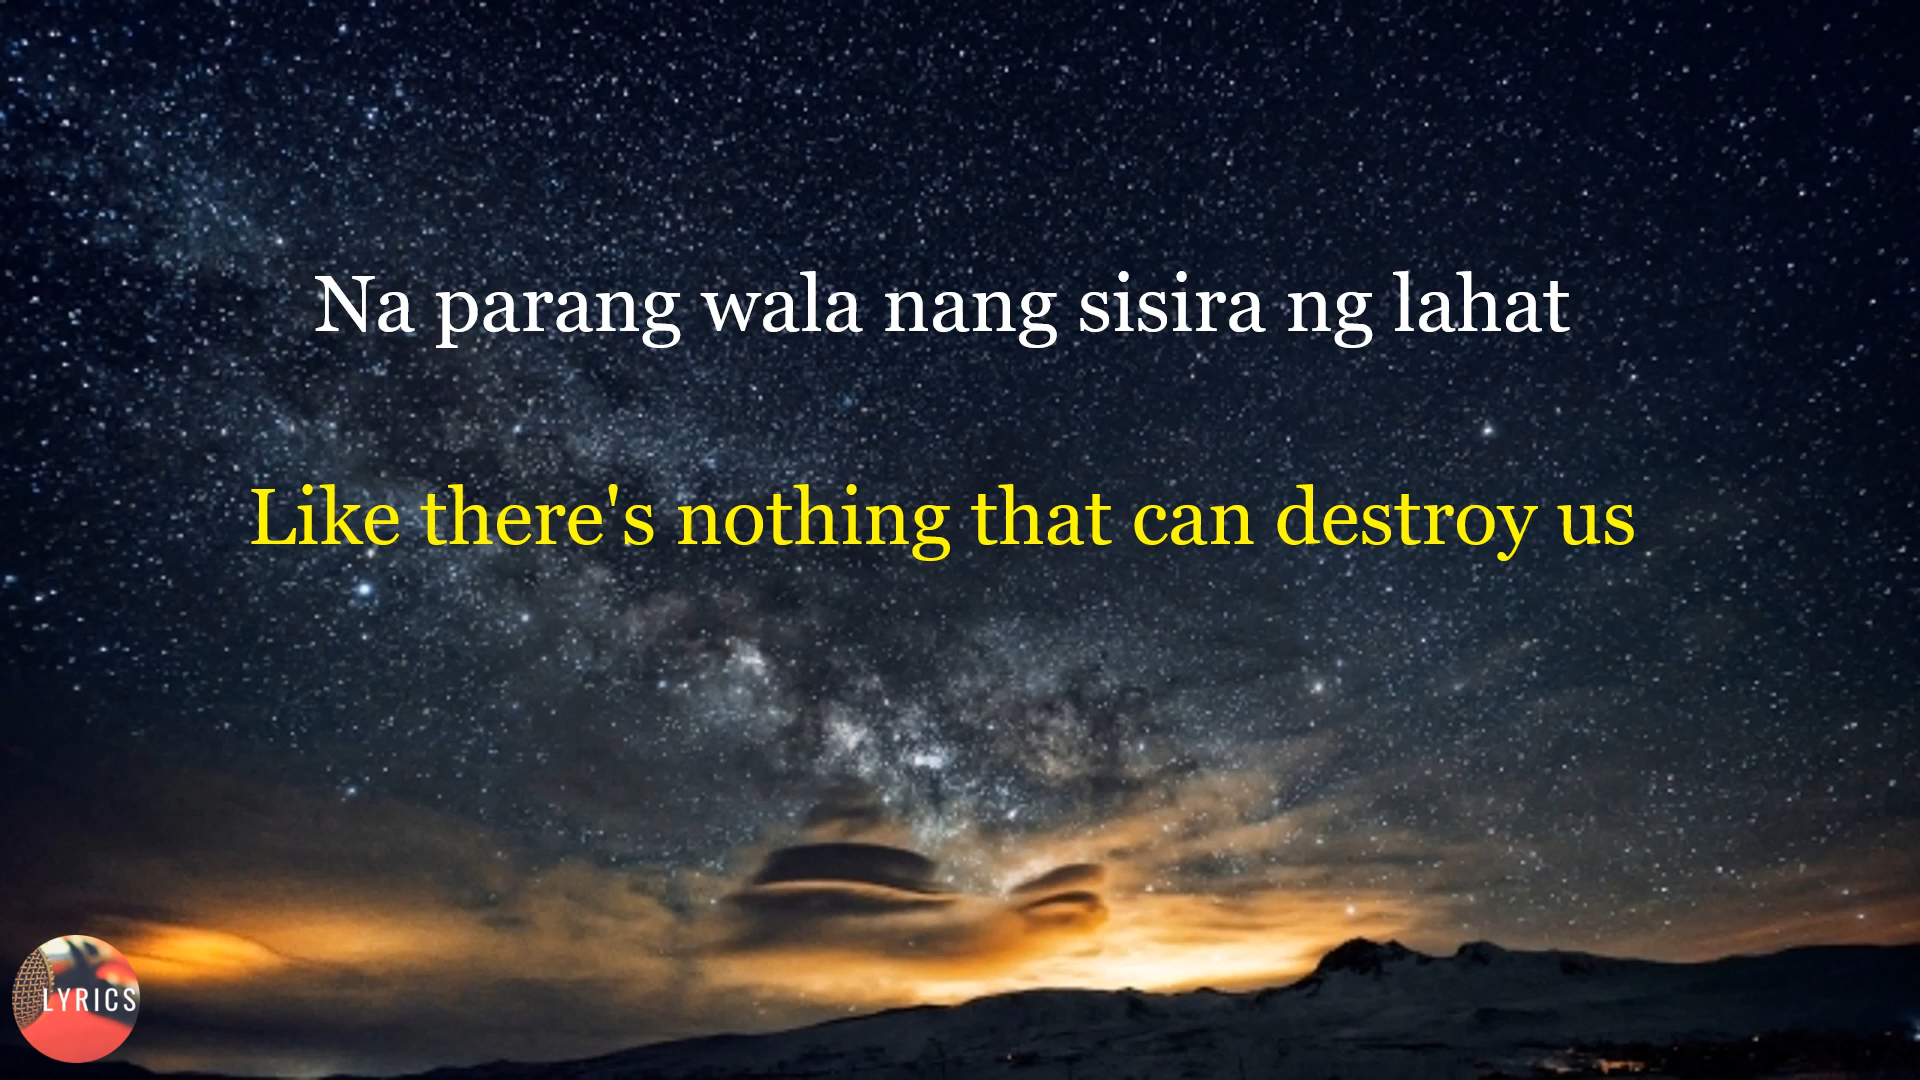 Na parang wala nang sisira ng lahat
Like there's nothing that can destroy us
LYRICS